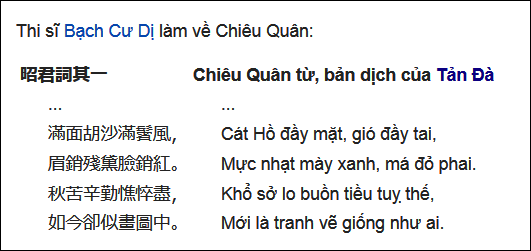 Thi sĩ Bạch Cư Dị làm về Chiêu Quân:
昭君詞其一 Chiêu Quân từ, bản dịch của Tản Đà
... ...
滿面胡沙滿鬢風, Cát Hồ đầy mặt, gió đầy tai,
眉銷殘黛臉銷紅。 Mực nhạt mày xanh, má đỏ phai.
秋苦辛勤憔悴盡, Khổ sở lo buồn tiều tuỵ thế,
如今卻似畫圖中。 Mới là tranh vẽ giống như ai.